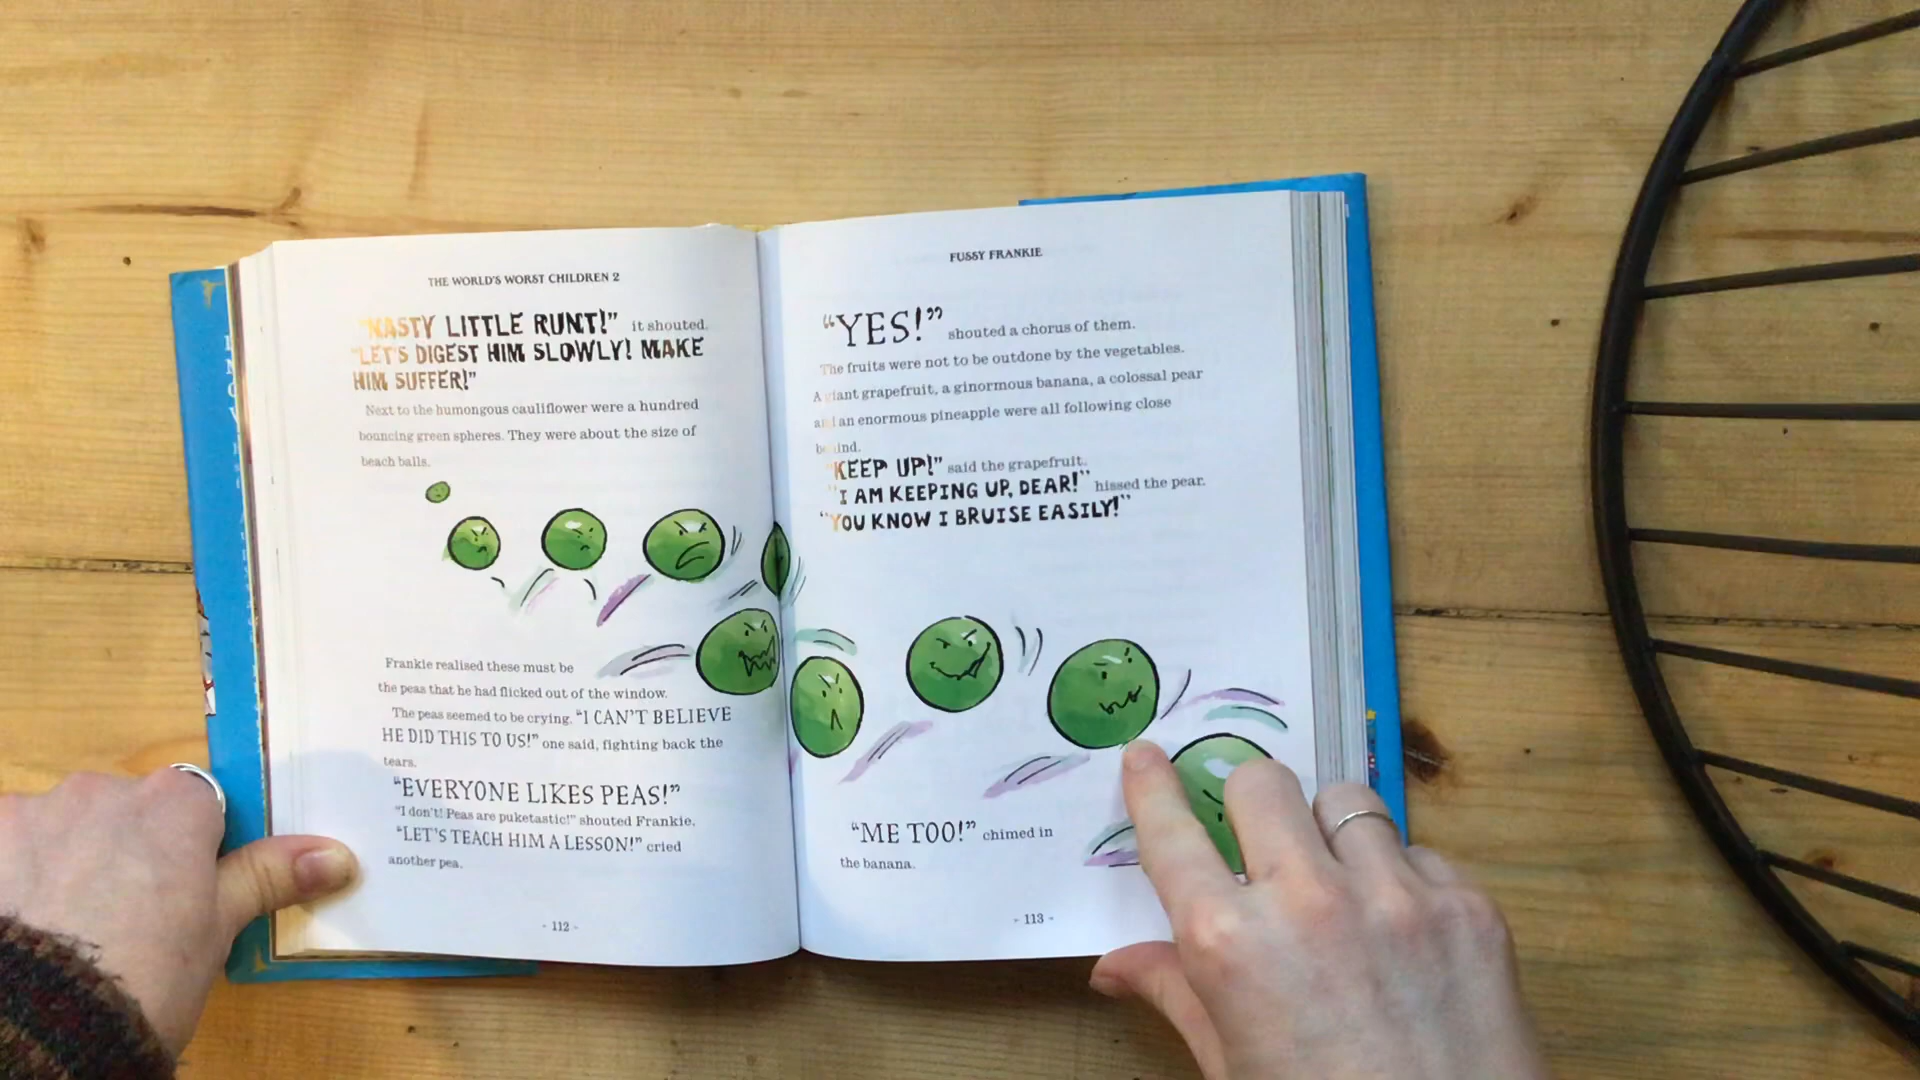 THE WORLD'S WORST CHILDREN 2
"NASTY LITTLE RUNT!" it shouted.
"LET'S DIGEST HIM SLOWLY! MAKE
HIM SUFFER!"
Next to the humongous cauliflower were a hundred
bouncing green spheres. They were about the size of
beach balls.
Frankie realised these must be
the peas that he had flicked out of the window.
The peas seemed to be crying. "I CAN'T BELIEVE
HE DID THIS TO US!" one said, fighting back the
tears.
"EVERYONE LIKES PEAS!"
"I don't! Peas are puketastic!" shouted Frankie.
"LET'S TEACH HIM A LESSON!" cried
another pea.
- 112 -
FUSSY FRANKIE
"YES!" shouted a chorus of them.
The fruits were not to be outdone by the vegetables.
A giant grapefruit, a ginormous banana, a colossal pear
and an enormous pineapple were all following close
behind.
"KEEP UP!" said the grapefruit.
"I AM KEEPING UP, DEAR!" hissed the pear.
"YOU KNOW I BRUISE EASILY!"
"ME TOO!" chimed in
the banana.
- 113 -